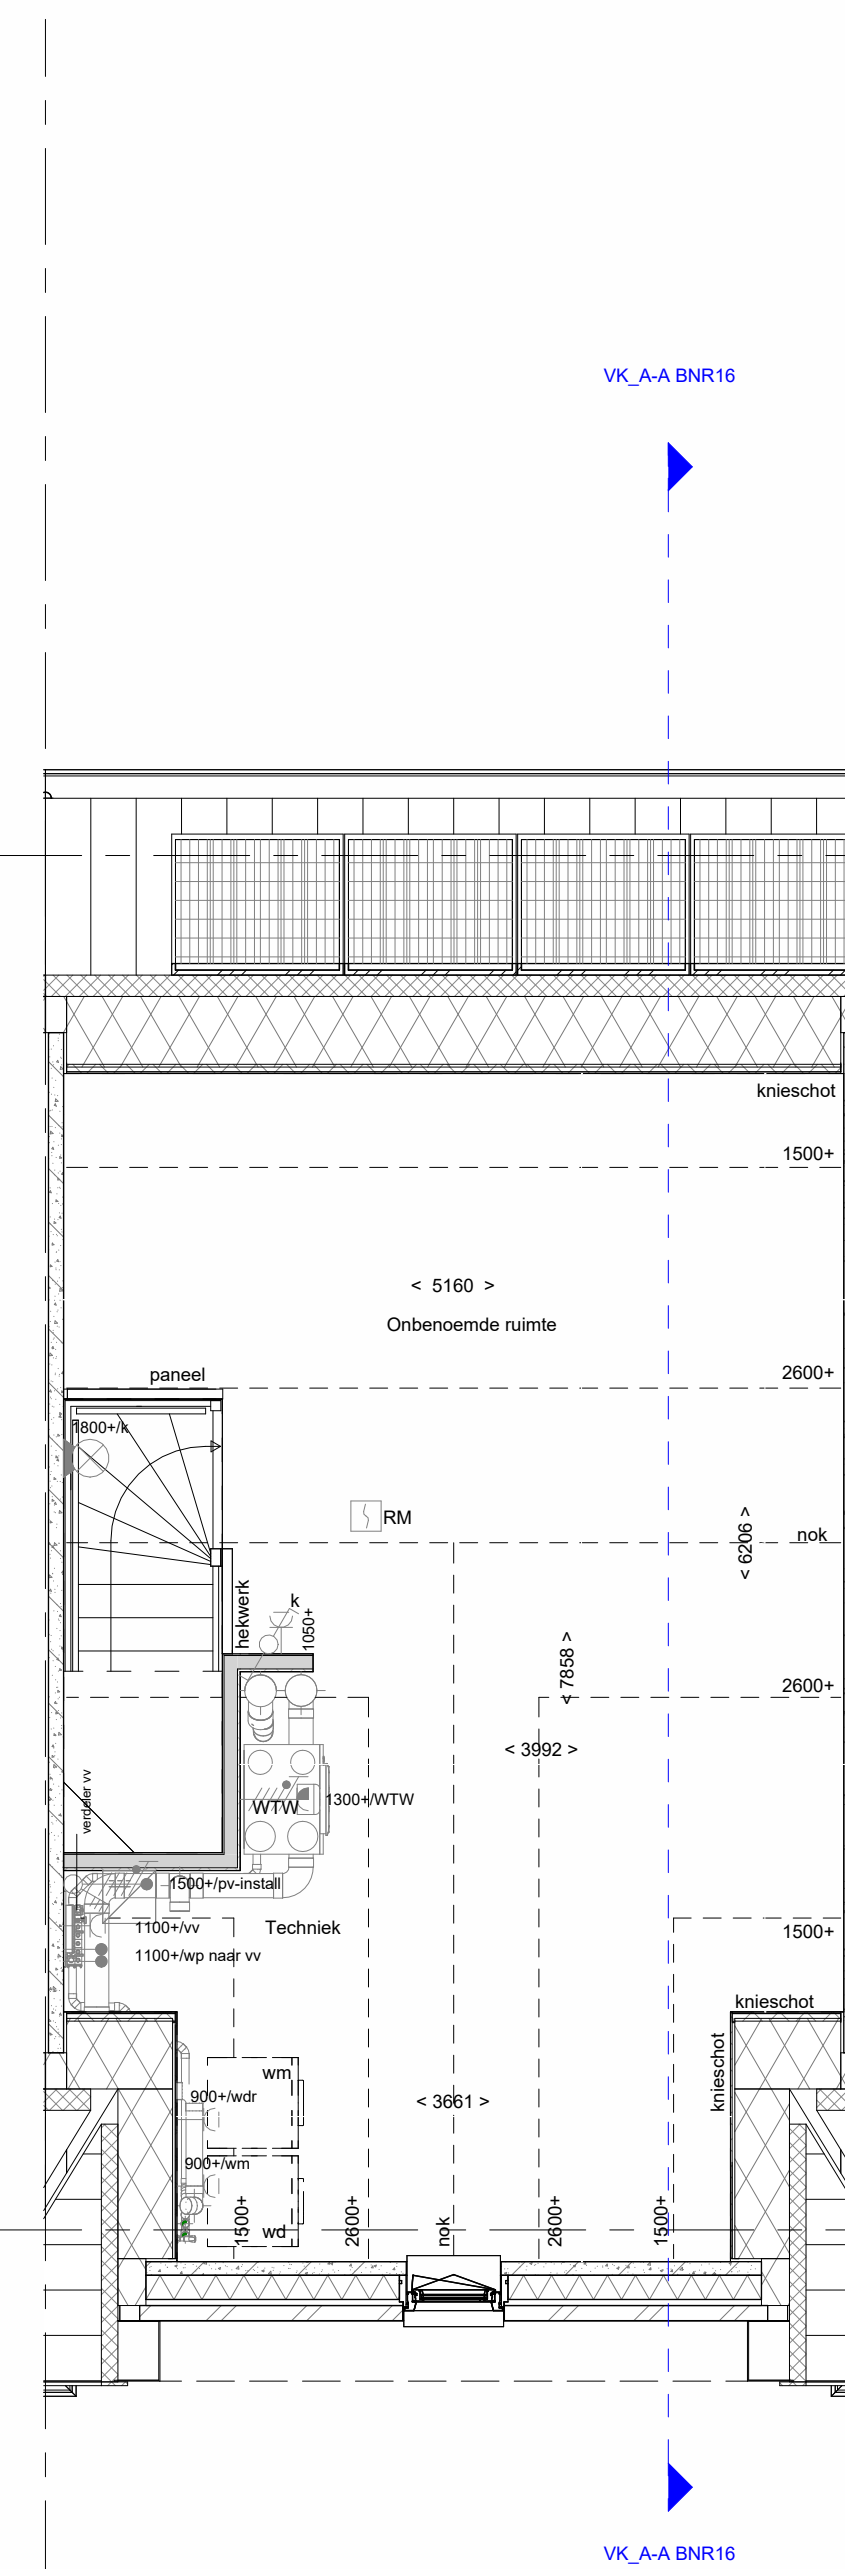 VK_A-A BNR16
knieschot
1500+
< 5160 >
Onbenoemde ruimte
2600+
paneel
1800+/k
RM
nok
< 6206 >
hekwerk
k
1050+
< 7858 >
2600+
< 3992 >
verdeler vv
WTW
1300+/WTW
1500+/pv-install
1100+/vv
Techniek
1500+
1100+/wp naar vv
knieschot
knieschot
wm
900+/wdr
< 3661 >
900+/wm
wd
1500+
2600+
nok
2600+
1500+
VK_A-A BNR16